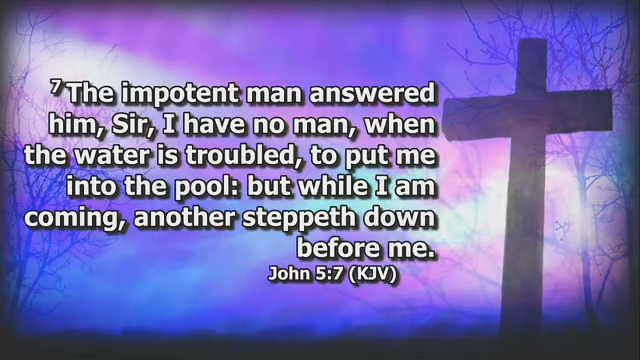 7 The impotent man answered
him, Sir, I have no man, when
the water is troubled, to put me
into the pool: but while I am
coming, another steppeth down
before me.
John 5:7 (KJV)